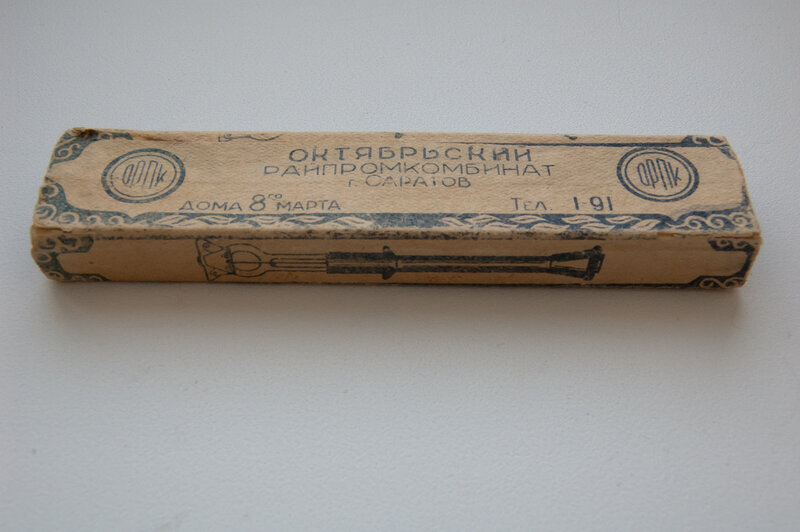 ОРПК
ОКТЯБРЬСКИЙ
РАЙПРОМКОМБИНАТ
г. САРАТОВ
ДОМА 8го МАРТА
Тел. 1-91
ОРПК